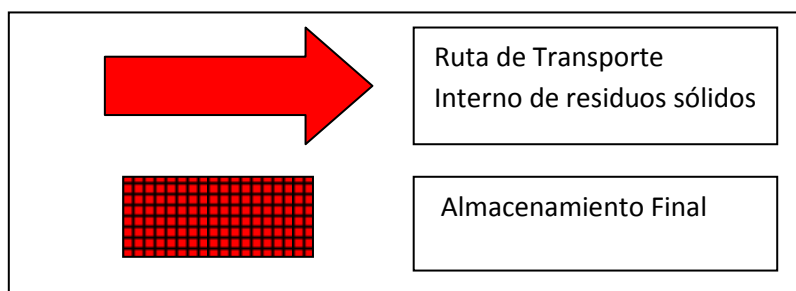 Ruta de Transporte
Interno de residuos sólidos
Almacenamiento Final